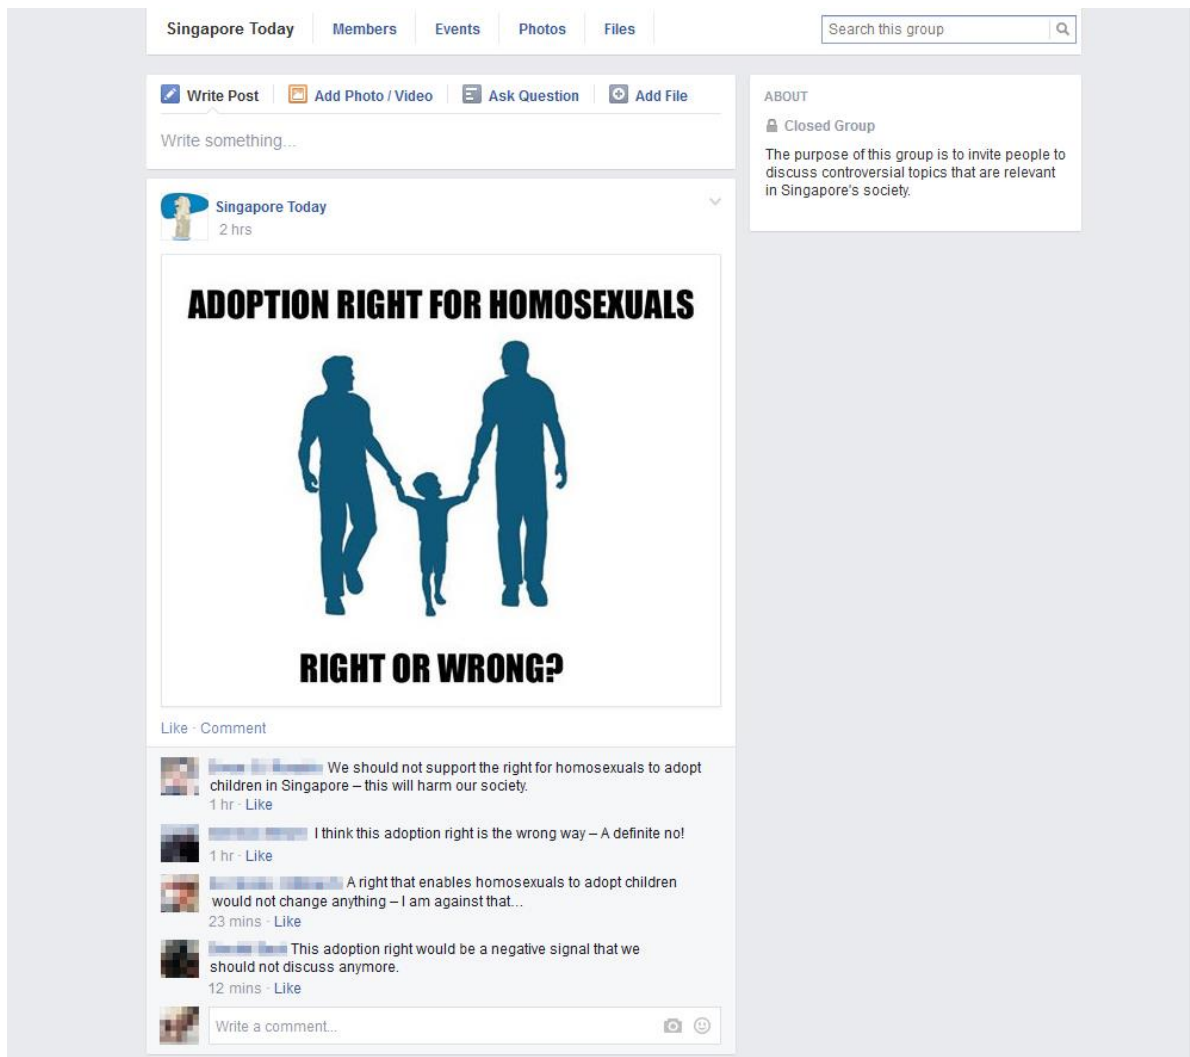 Singapore Today Members Events Photos Files Search this group
Write Post Add Photo / Video Ask Question Add File
Write something...
ABOUT
Closed Group
The purpose of this group is to invite people to
discuss controversial topics that are relevant
in Singapore's society.
Singapore Today
2 hrs
ADOPTION RIGHT FOR HOMOSEXUALS
RIGHT OR WRONG?
Like · Comment
We should not support the right for homosexuals to adopt
children in Singapore – this will harm our society.
1 hr · Like
I think this adoption right is the wrong way – A definite no!
1 hr · Like
A right that enables homosexuals to adopt children
would not change anything – I am against that...
23 mins · Like
This adoption right would be a negative signal that we
should not discuss anymore.
12 mins · Like
Write a comment...